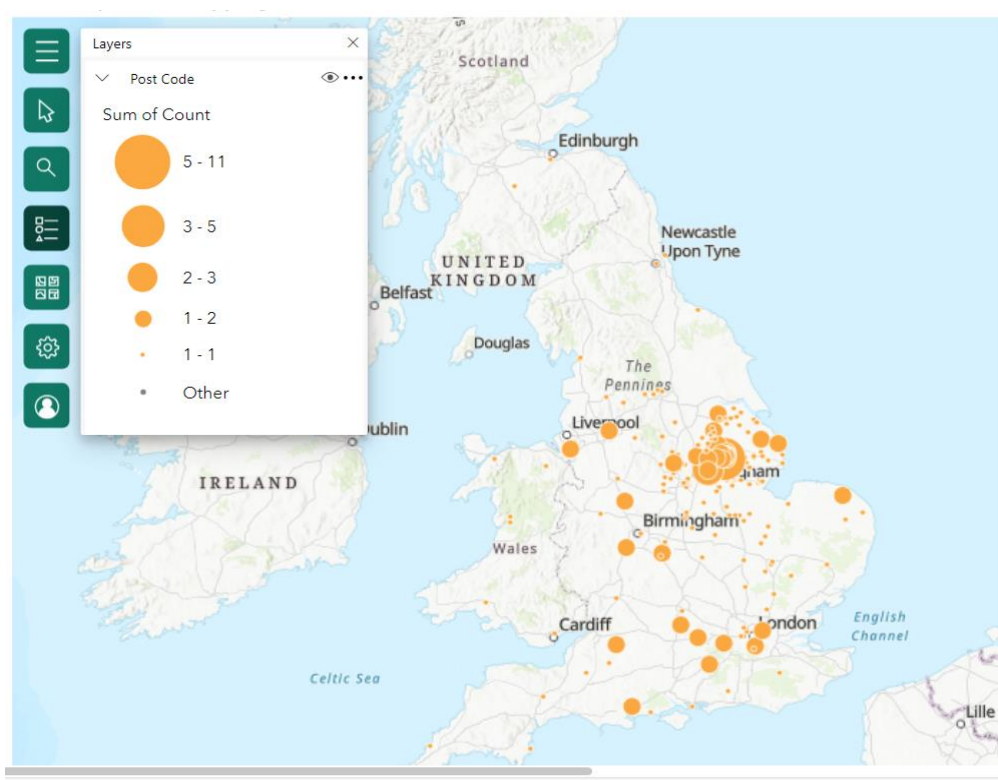 Layers
Post Code
Sum of Count
5 - 11
3 - 5
2 - 3
1 - 2
1 - 1
Other
Scotland
Edinburgh
Newcastle
Upon Tyne
UNITED
KINGDOM
Belfast
Douglas
The
Pennines
Liverpool
IRELAND
Birmingham
Wales
Cardiff
London
English
Channel
Celtic Sea
Lille